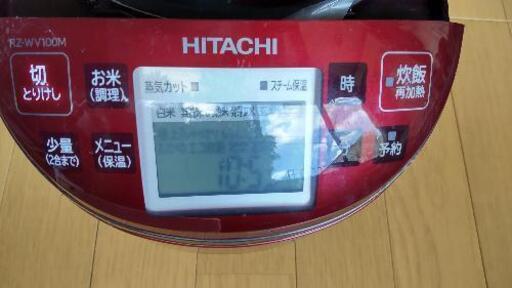 RZ-WV100M
HITACHI
切
とりけし
お米
(調理)
蒸気カット
スチーム保温
時
炊飯
再加熱
白米
少量
(2合まで)
メニュー
(保温)
予約